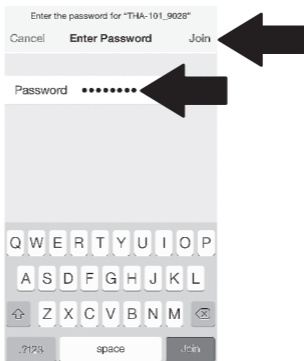 Enter the password for “THA-101_9028”
Cancel Enter Password Join
Password ••••••••
Q W E R T Y U I O P
A S D F G H J K L
Z X C V B N M
.?123 space Join